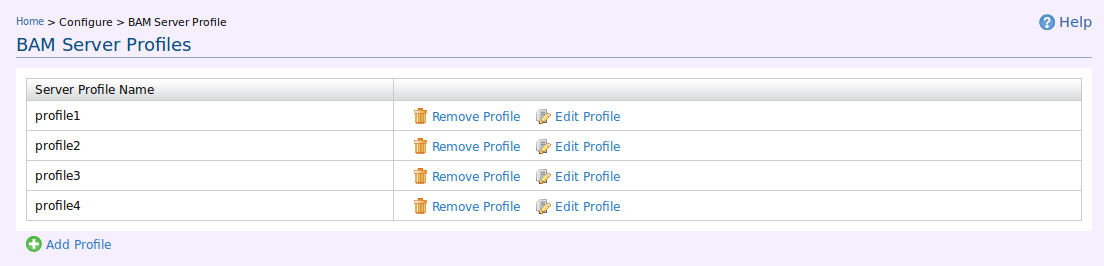 Home > Configure > BAM Server Profile
Help
BAM Server Profiles
Server Profile Name
profile1 Remove Profile Edit Profile
profile2 Remove Profile Edit Profile
profile3 Remove Profile Edit Profile
profile4 Remove Profile Edit Profile
Add Profile